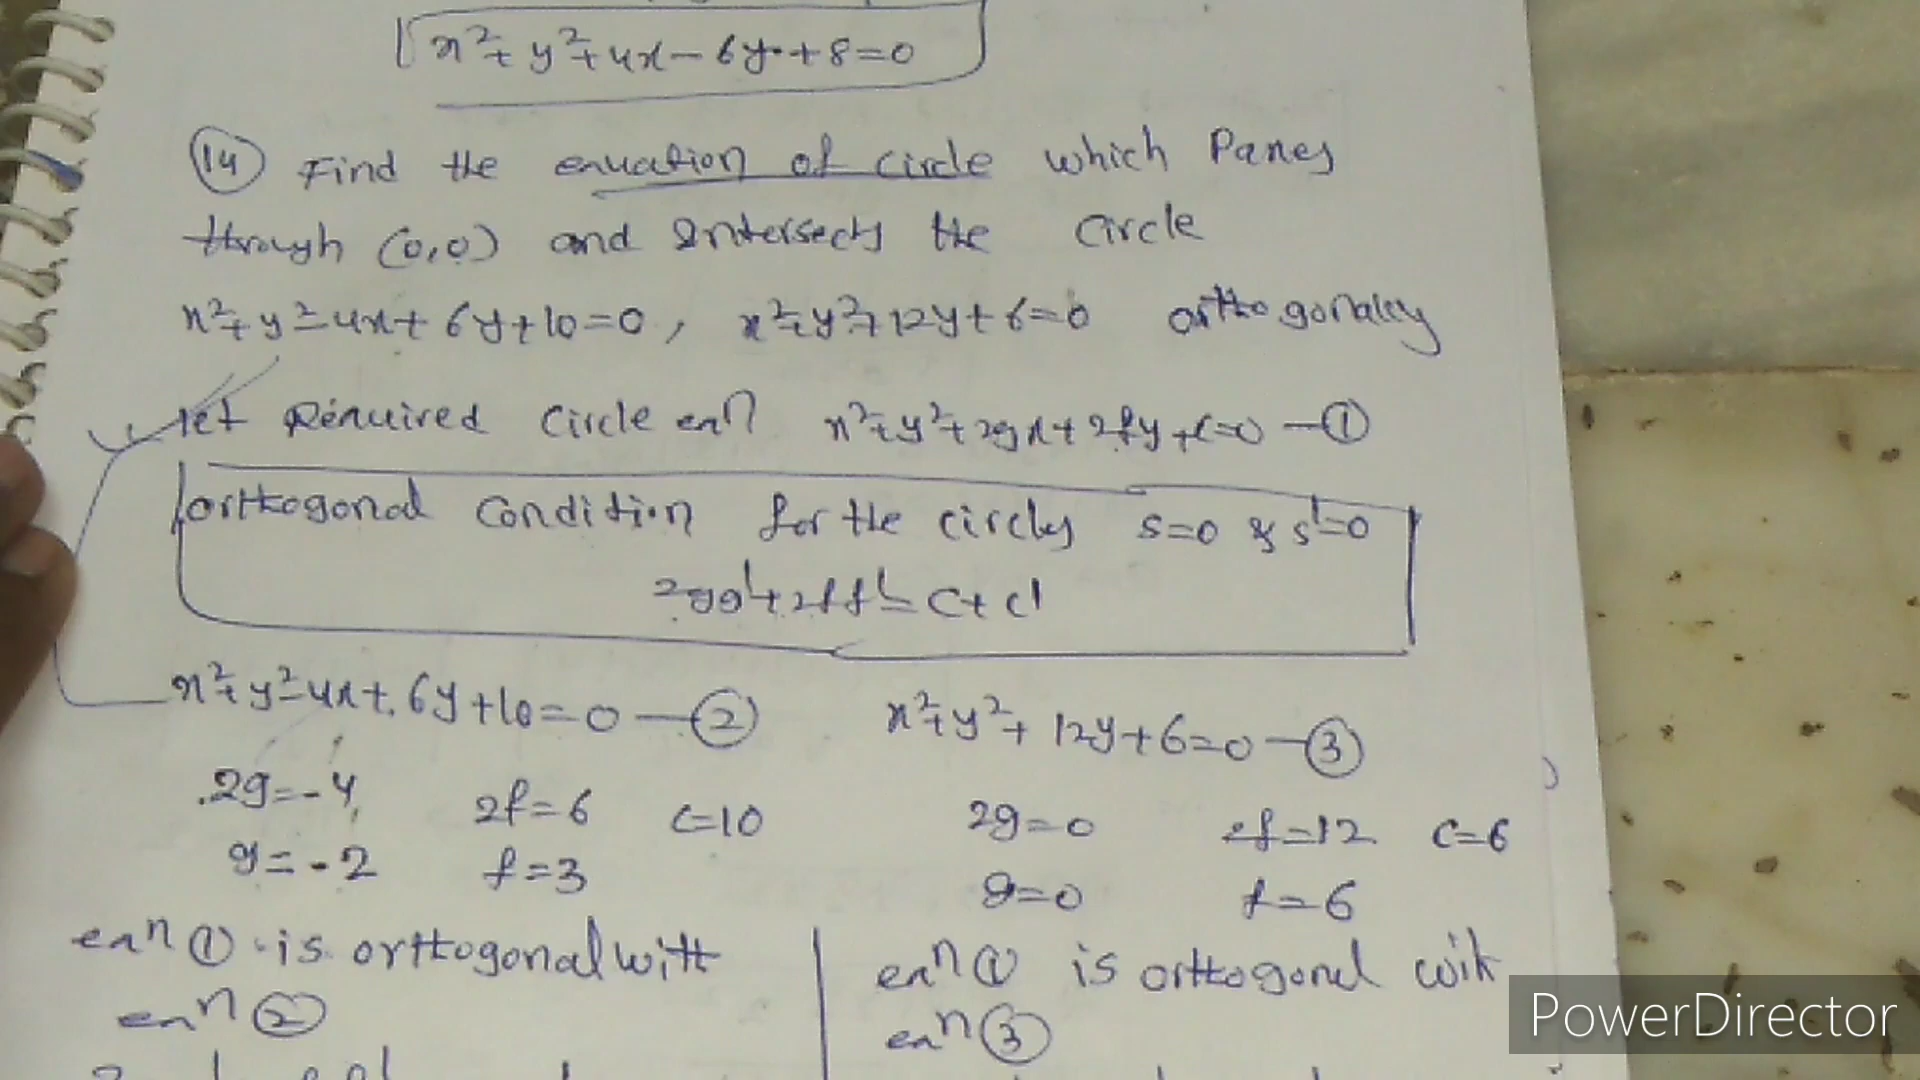 x²+y²+4x-6y+8=0
(14) Find the equation of circle which Passes
through (0,0) and Intersects the circle
x²+y²-4x+6y+10=0, x²+y²+12y+6=0 orthogonaly
let Required Circle eqn x²+y²+2gx+2fy+c=0 —①
orthogonal Condition for the circles s=0 & s'=0
2gg'+2ff'=c+c'
x²+y²-4x+6y+10=0 —② x²+y²+12y+6=0 —③
2g=-4 2f=6 c=10 2g=0 2f=12 c=6
g=-2 f=3 g=0 f=6
eqn ① is orthogonal with eqn ① is orthogonal with
eqn ② eqn ③
PowerDirector